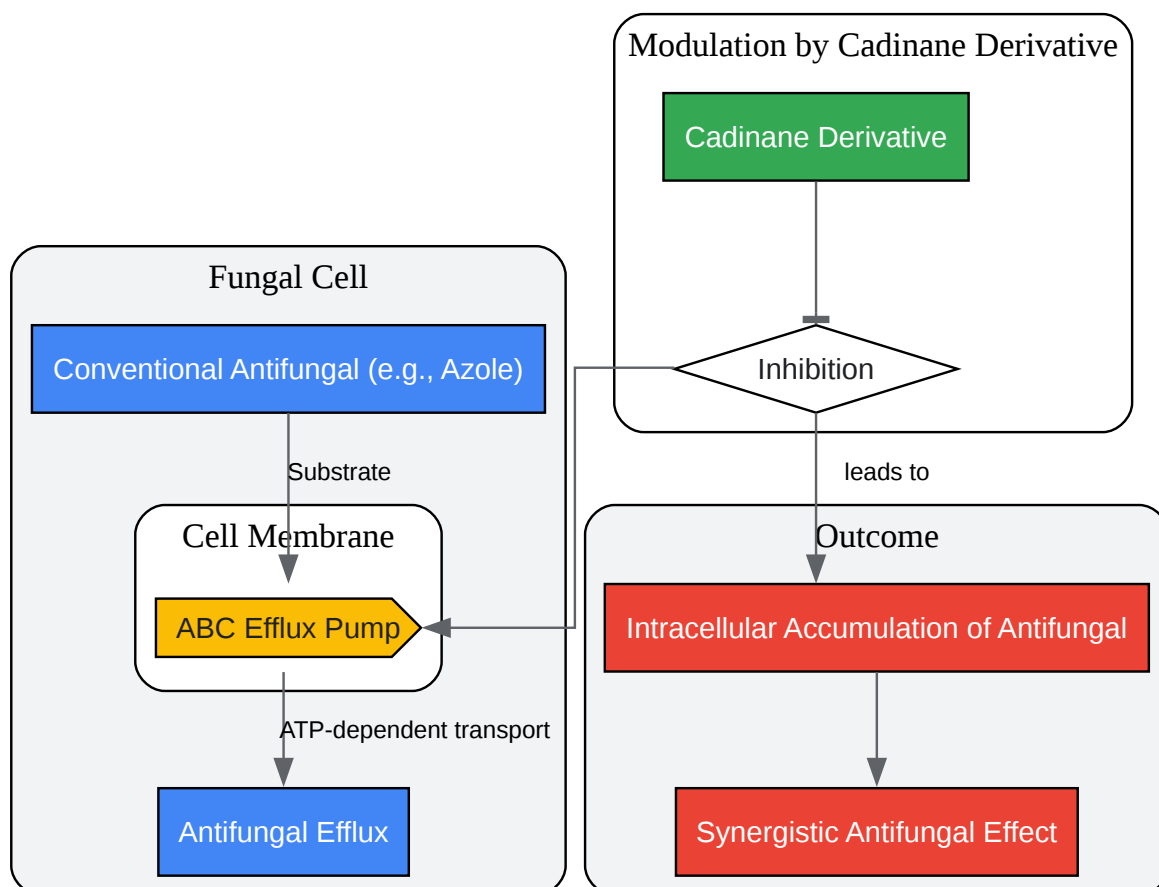 Modulation by Cadinane Derivative
Cadinane Derivative
Inhibition
leads to
Fungal Cell
Conventional Antifungal (e.g., Azole)
Substrate
Cell Membrane
ABC Efflux Pump
ATP-dependent transport
Antifungal Efflux
Outcome
Intracellular Accumulation of Antifungal
Synergistic Antifungal Effect